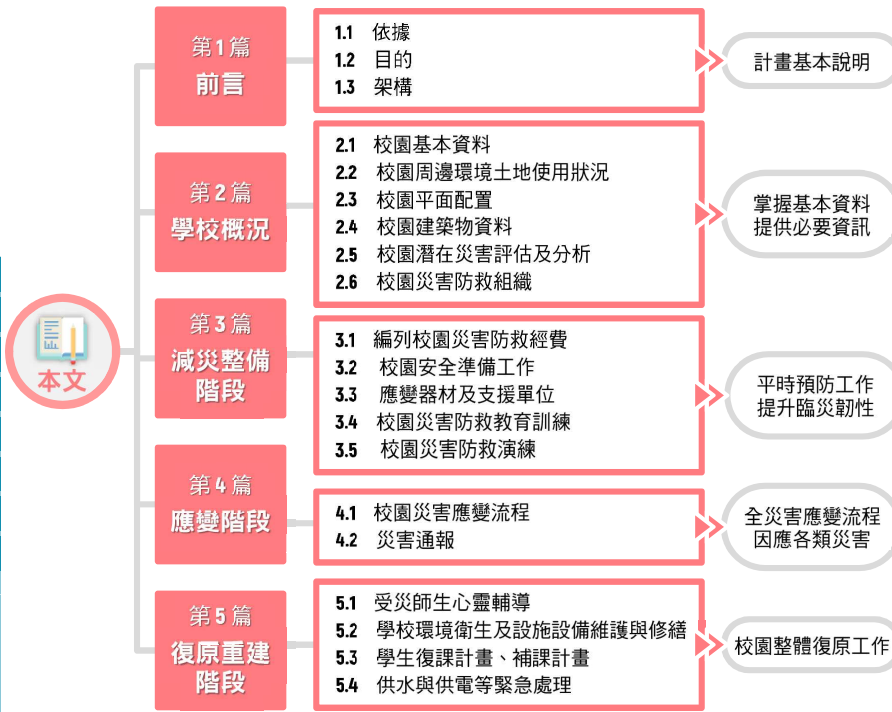 本文
第1篇
前言
1.1 依據
1.2 目的
1.3 架構
計畫基本說明
第2篇
學校概況
2.1 校園基本資料
2.2 校園周邊環境土地使用狀況
2.3 校園平面配置
2.4 校園建築物資料
2.5 校園潛在災害評估及分析
2.6 校園災害防救組織
掌握基本資料
提供必要資訊
第3篇
減災整備
階段
3.1 編列校園災害防救經費
3.2 校園安全準備工作
3.3 應變器材及支援單位
3.4 校園災害防救教育訓練
3.5 校園災害防救演練
平時預防工作
提升臨災韌性
第4篇
應變階段
4.1 校園災害應變流程
4.2 災害通報
全災害應變流程
因應各類災害
第5篇
復原重建
階段
5.1 受災師生心靈輔導
5.2 學校環境衛生及設施設備維護與修繕
5.3 學生復課計畫、補課計畫
5.4 供水與供電等緊急處理
校園整體復原工作